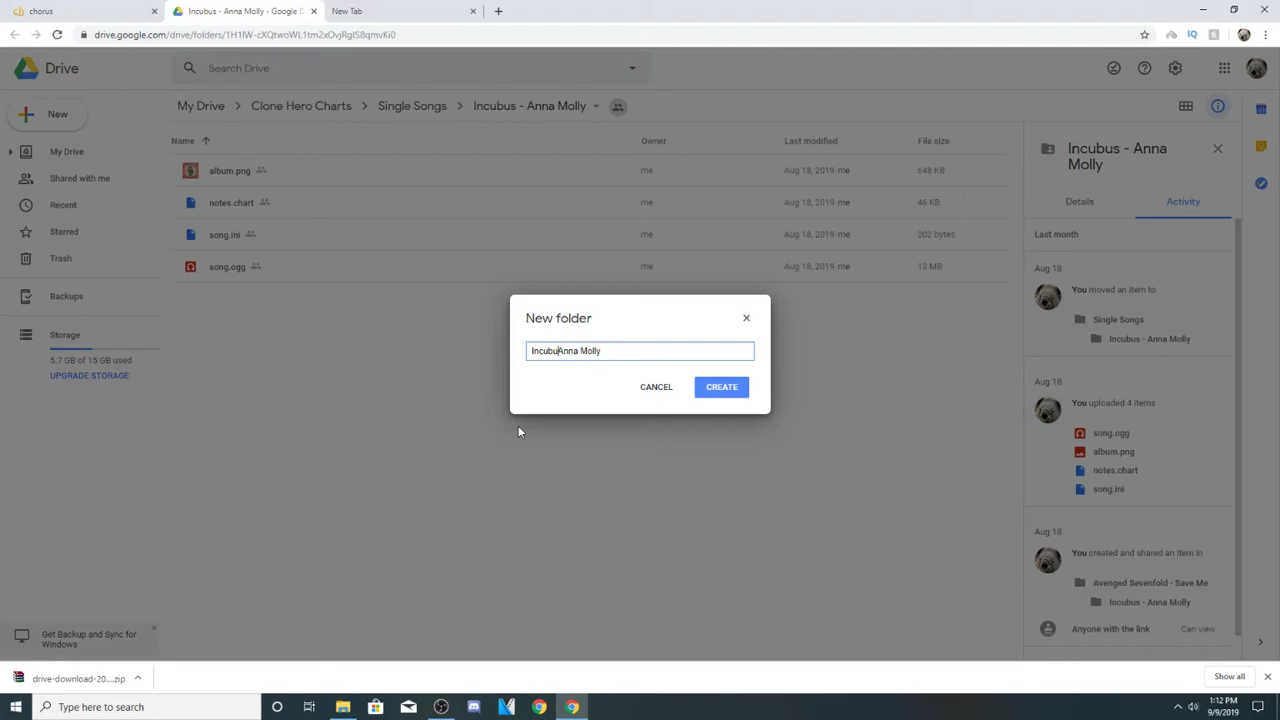 chorus
Incubus - Anna Molly - Google D
New Tab
drive.google.com/drive/folders/1H1IW-cXQtwoWL1tm2xOvjRgIS8qmvKi0
IQ
Drive
Search Drive
New
My Drive
Clone Hero Charts
Single Songs
Incubus - Anna Molly
Name
Owner
Last modified
File size
Incubus - Anna
Molly
My Drive
album.png
me
Aug 18, 2019 me
648 KB
Shared with me
notes.chart
me
Aug 18, 2019 me
46 KB
Details
Activity
Recent
Starred
song.ini
me
Aug 18, 2019 me
202 bytes
Last month
Trash
song.ogg
me
Aug 18, 2019 me
13 MB
Aug 18
You moved an item to
Backups
Single Songs
Storage
New folder
Incubus - Anna Molly
5.7 GB of 15 GB used
IncubuAnna Molly
UPGRADE STORAGE
CANCEL
CREATE
Aug 18
You uploaded 4 items
song.ogg
album.png
notes.chart
song.ini
Aug 18
You created and shared an item in
Avenged Sevenfold - Save Me
Incubus - Anna Molly
Get Backup and Sync for
Windows
Anyone with the link
Can view
drive-download-20....zip
Show all
Type here to search
1:12 PM
9/9/2019